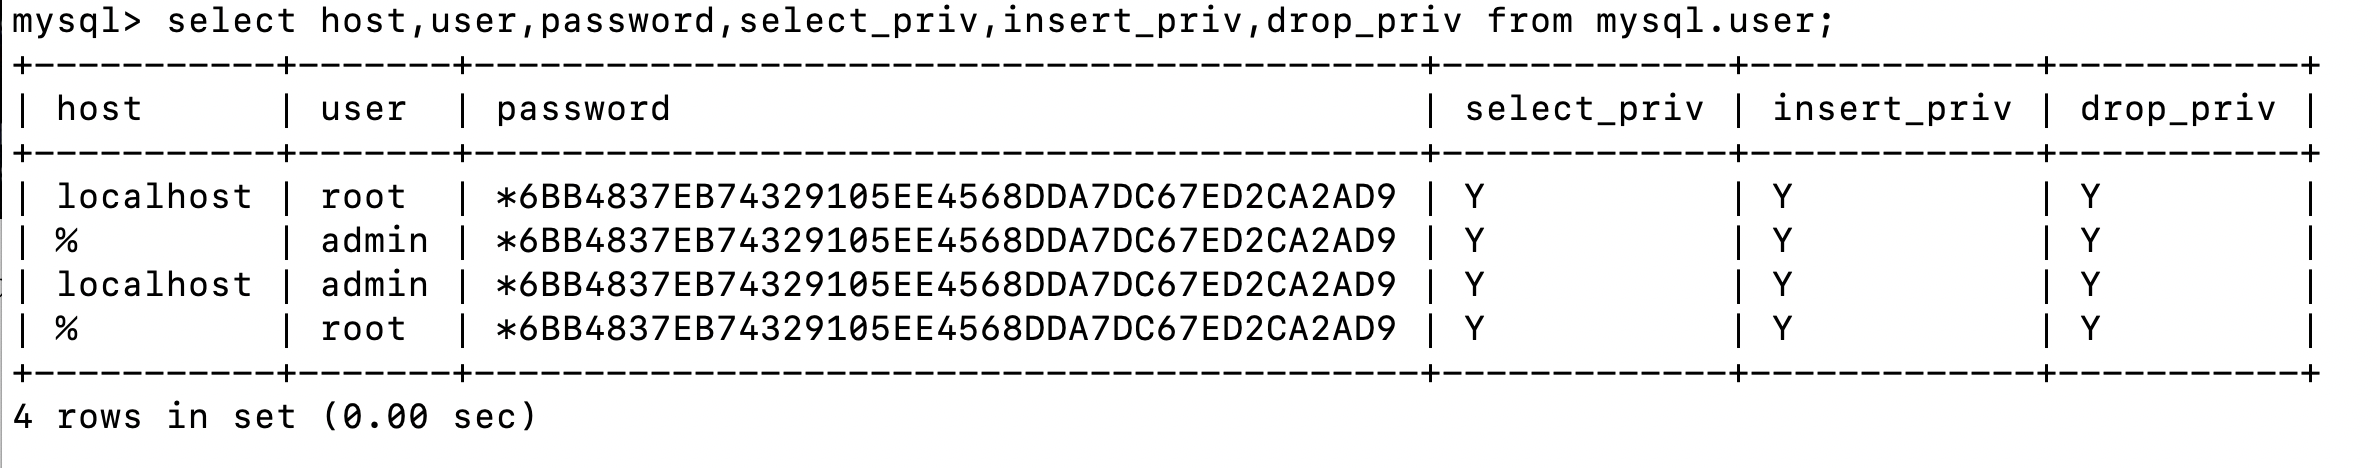 mysql> select host,user,password,select_priv,insert_priv,drop_priv from mysql.user;
+-----------+-------+-------------------------------------------+-------------+-------------+-----------+
| host      | user  | password                                  | select_priv | insert_priv | drop_priv |
+-----------+-------+-------------------------------------------+-------------+-------------+-----------+
| localhost | root  | *6BB4837EB74329105EE4568DDA7DC67ED2CA2AD9 | Y           | Y           | Y         |
| %         | admin | *6BB4837EB74329105EE4568DDA7DC67ED2CA2AD9 | Y           | Y           | Y         |
| localhost | admin | *6BB4837EB74329105EE4568DDA7DC67ED2CA2AD9 | Y           | Y           | Y         |
| %         | root  | *6BB4837EB74329105EE4568DDA7DC67ED2CA2AD9 | Y           | Y           | Y         |
+-----------+-------+-------------------------------------------+-------------+-------------+-----------+
4 rows in set (0.00 sec)